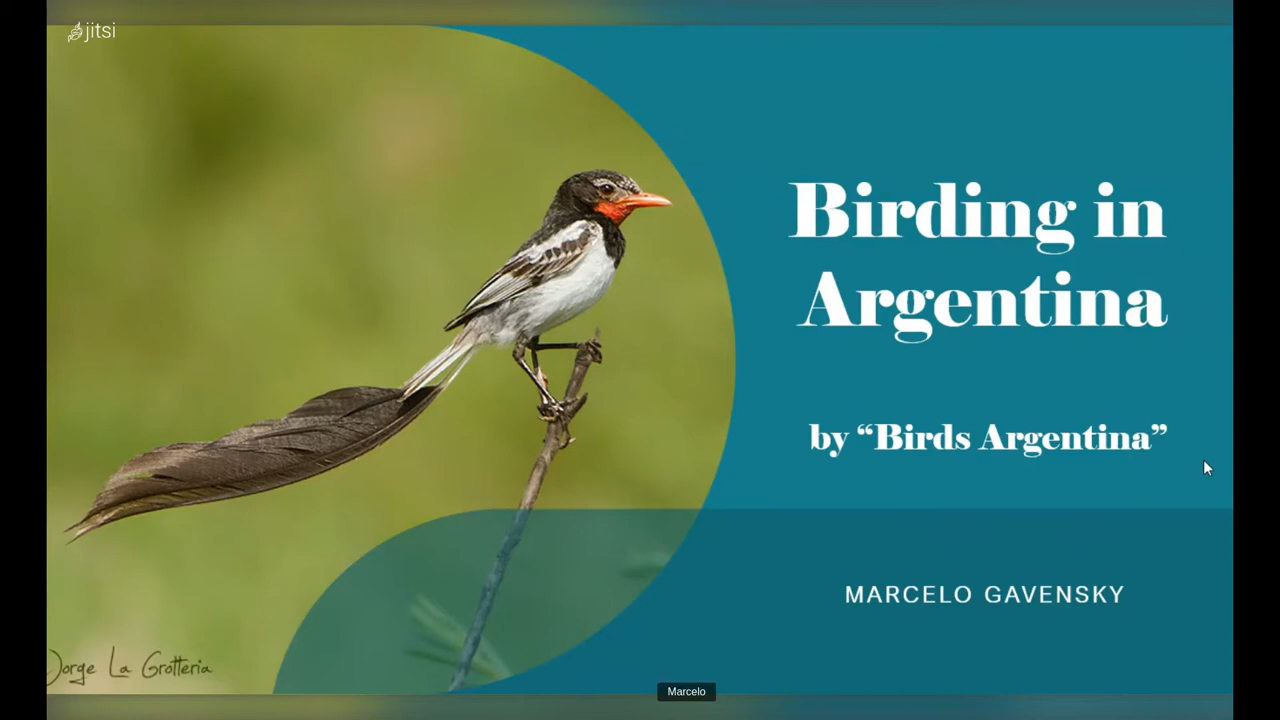 jitsi
Birding in
Argentina
by “Birds Argentina”
MARCELO GAVENSKY
Jorge La Grotteria
Marcelo